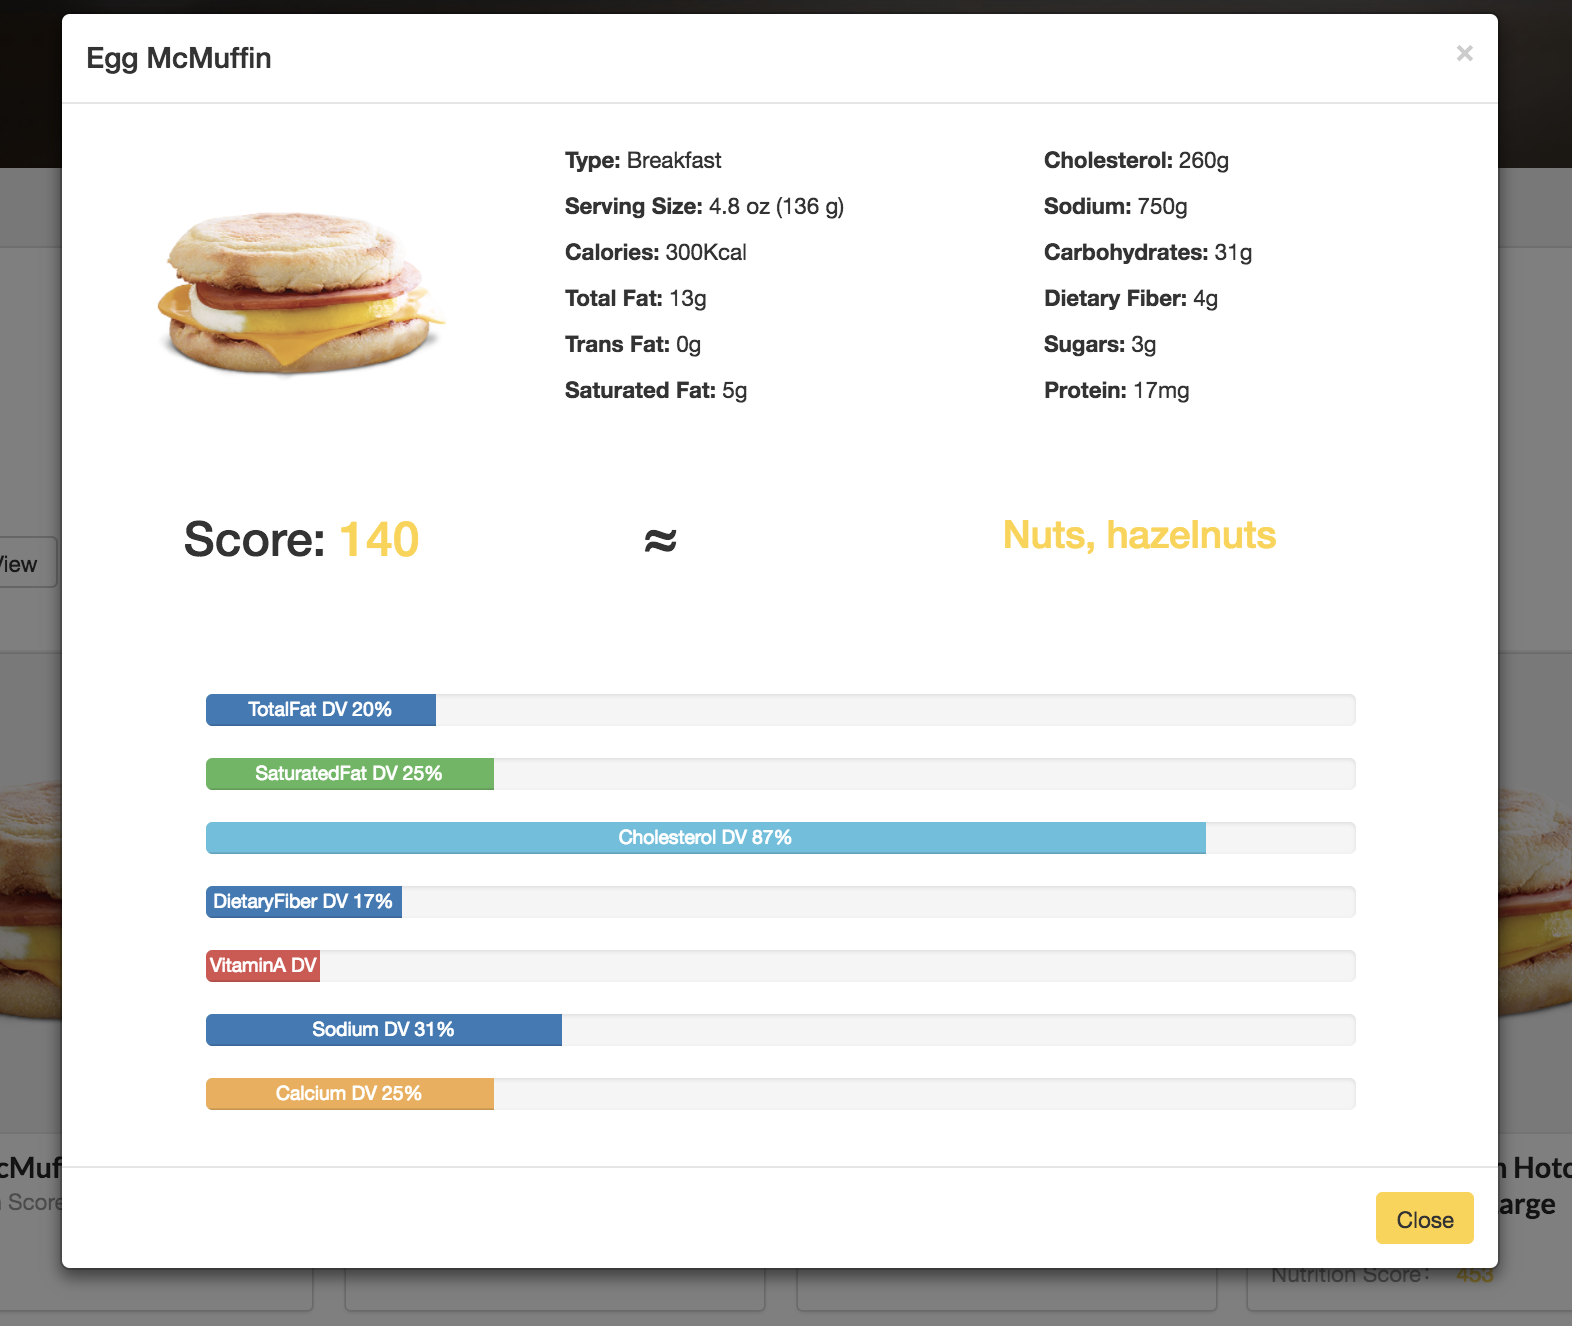 Egg McMuffin
×
Type: Breakfast
Serving Size: 4.8 oz (136 g)
Calories: 300Kcal
Total Fat: 13g
Trans Fat: 0g
Saturated Fat: 5g
Cholesterol: 260g
Sodium: 750g
Carbohydrates: 31g
Dietary Fiber: 4g
Sugars: 3g
Protein: 17mg
Score: 140
≈
Nuts, hazelnuts
View
TotalFat DV 20%
SaturatedFat DV 25%
Cholesterol DV 87%
DietaryFiber DV 17%
VitaminA DV
Sodium DV 31%
Calcium DV 25%
cMuf
Score
n Hotc
arge
Close
Nutrition Score: 453